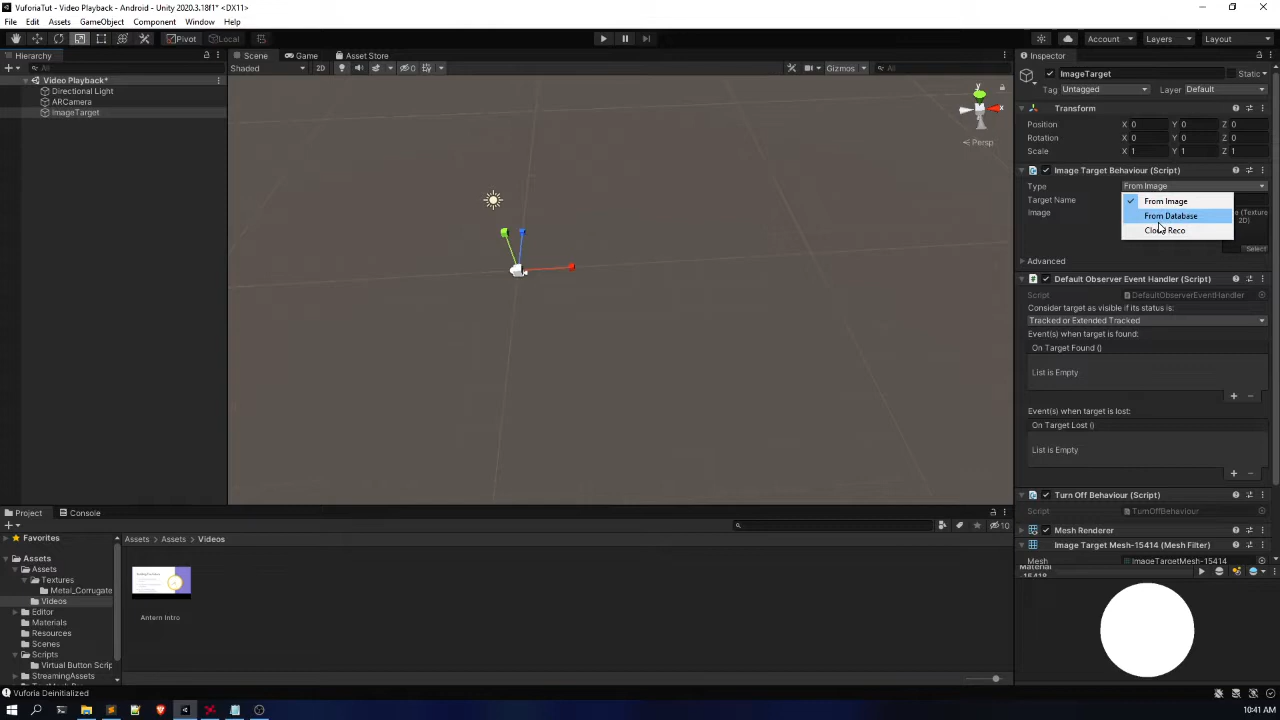 VuforiaTut - Video Playback - Android - Unity 2020.3.18f1* <DX11>
File Edit Assets GameObject Component Window Help
Pivot Local Account Layers Layout
Hierarchy
All
Video Playback*
Directional Light
ARCamera
ImageTarget
Scene Game Asset Store
Shaded 2D 0 Gizmos All
y
x
Persp
Inspector
ImageTarget Static
Tag Untagged Layer Default
Transform
Position X 0 Y 0 Z 0
Rotation X 0 Y 0 Z 0
Scale X 1 Y 1 Z 1
Image Target Behaviour (Script)
Type From Image
Target Name
Image
From Image
From Database
Cloud Reco
(Texture
2D)
Select
Advanced
Default Observer Event Handler (Script)
Script DefaultObserverEventHandler
Consider target as visible if its status is:
Tracked or Extended Tracked
Event(s) when target is found:
On Target Found ()
List is Empty
Event(s) when target is lost:
On Target Lost ()
List is Empty
Turn Off Behaviour (Script)
Script TurnOffBehaviour
Mesh Renderer
Image Target Mesh-15414 (Mesh Filter)
Mesh ImageTargetMesh-15414
Project Console
10
Favorites
Assets
Assets
Textures
Metal_Corrugate
Videos
Editor
Materials
Resources
Scenes
Scripts
Virtual Button Scrip
StreamingAssets
Assets > Assets > Videos
Antern Intro
Vuforia Deinitialized
10:41 AM